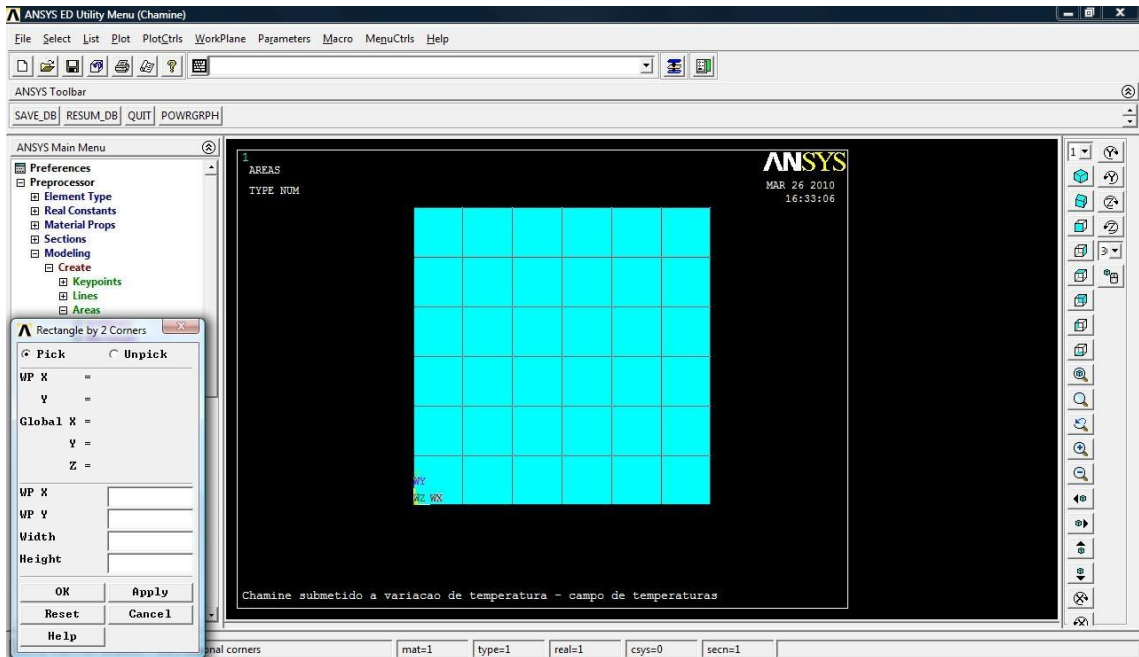 ANSYS ED Utility Menu (Chamine)
File Select List Plot PlotCtrls WorkPlane Parameters Macro MenuCtrls Help
ANSYS Toolbar
SAVE_DB RESUM_DB QUIT POWRGRPH
ANSYS Main Menu
Preferences
Preprocessor
Element Type
Real Constants
Material Props
Sections
Modeling
Create
Keypoints
Lines
Areas
Rectangle by 2 Corners
Pick Unpick
WP X =
Y =
Global X =
Y =
Z =
WP X
WP Y
Width
Height
OK Apply
Reset Cancel
Help
1
AREAS
TYPE NUM
ANSYS
MAR 26 2010
16:33:06
WY
WZ WX
Chamine submetido a variacao de temperatura - campo de temperaturas
1
corners
mat=1 type=1 real=1 csys=0 secn=1